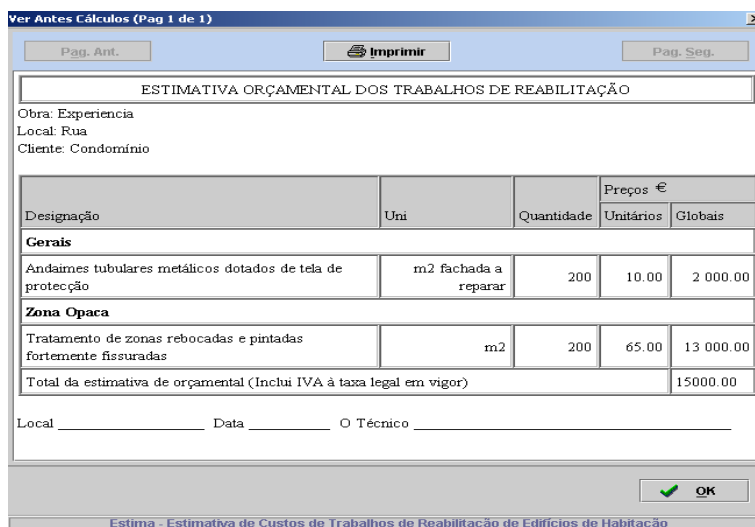 Ver Antes Cálculos (Pag 1 de 1)
Pag. Ant. Imprimir Pag. Seg.
ESTIMATIVA ORÇAMENTAL DOS TRABALHOS DE REABILITAÇÃO
Obra: Experiencia
Local: Rua
Cliente: Condomínio
Preços €
Designação Uni Quantidade Unitários Globais
Gerais
Andaimes tubulares metálicos dotados de tela de protecção m2 fachada a reparar 200 10.00 2 000.00
Zona Opaca
Tratamento de zonas rebocadas e pintadas fortemente fissuradas m2 200 65.00 13 000.00
Total da estimativa de orçamental (Inclui IVA à taxa legal em vigor) 15000.00
Local Data O Técnico
OK
Estima - Estimativa de Custos de Trabalhos de Reabilitação de Edifícios de Habitação